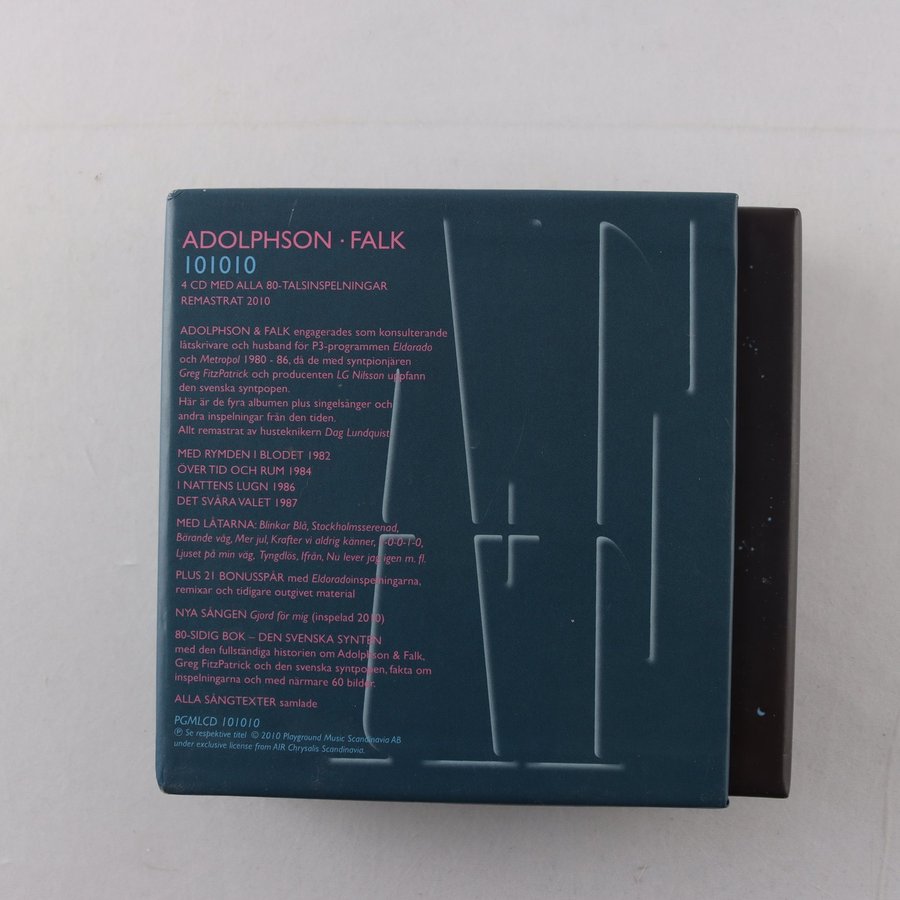 ADOLPHSON · FALK
101010
4 CD MED ALLA 80-TALSINSPELNINGAR
REMASTRAT 2010
ADOLPHSON & FALK engagerades som konsulterande
låtskrivare och husband för P3-programmen Eldorado
och Metropol 1980 - 86, då de med syntpionjären
Greg FitzPatrick och producenten LG Nilsson uppfann
den svenska syntpopen.
Här är de fyra albumen plus singelsånger och
andra inspelningar från den tiden.
Allt remastrat av husteknikern Dag Lundquist
MED RYMDEN I BLODET 1982
ÖVER TID OCH RUM 1984
I NATTENS LUGN 1986
DET SVÅRA VALET 1987
MED LÅTARNA: Blinkar Blå, Stockholmsserenad,
Bärande våg, Mer jul, Krafter vi aldrig känner, 1-0-0-1-0,
Ljuset på min väg, Tyngdlös, Ifrån, Nu lever jag igen m. fl.
PLUS 21 BONUSSPÅR med Eldoradoinspelningarna,
remixar och tidigare outgivet material
NYA SÅNGEN Gjord för mig (inspelad 2010)
80-SIDIG BOK – DEN SVENSKA SYNTEN
med den fullständiga historien om Adolphson & Falk,
Greg FitzPatrick och den svenska syntpopen, fakta om
inspelningarna och med närmare 60 bilder.
ALLA SÅNGTEXTER samlade
PGMLCD 101010
℗ Se respektive titel © 2010 Playground Music Scandinavia AB
under exclusive license from AIR Chrysalis Scandinavia.
A+F